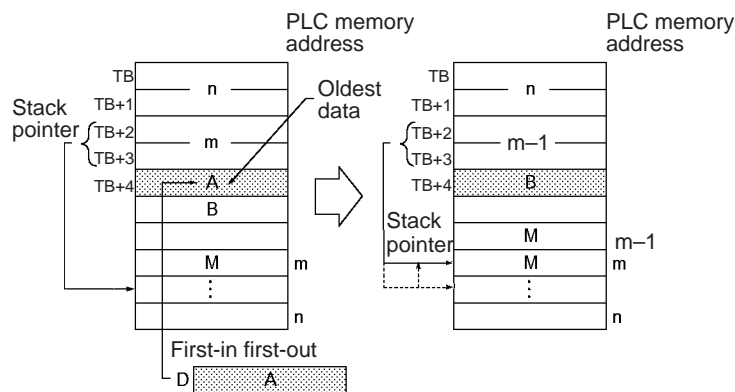 PLC memory
address
TB
TB+1
TB+2
TB+3
TB+4
Stack
pointer
n
m
A
B
M
⋮
m
n
Oldest
data
First-in first-out
D
A
PLC memory
address
TB
TB+1
TB+2
TB+3
TB+4
n
m–1
B
Stack
pointer
M
M
⋮
m–1
m
n